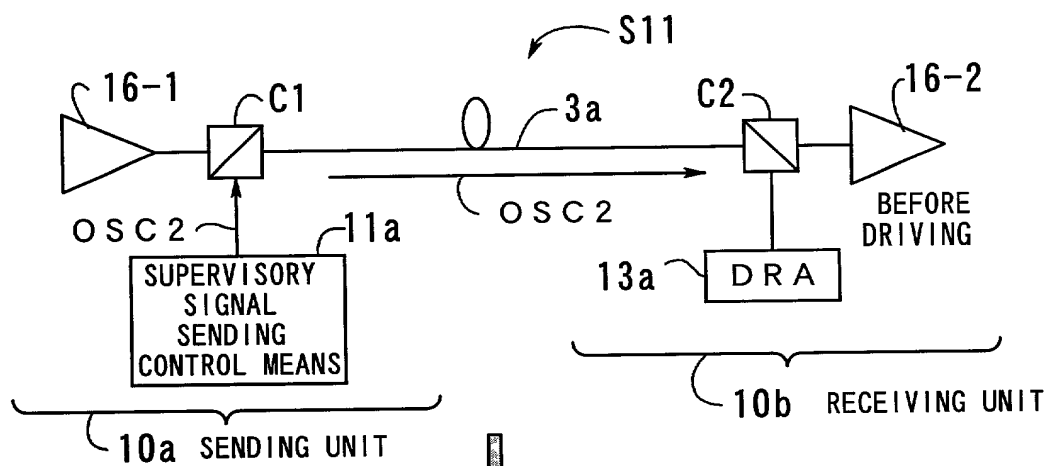 S11
16-1
C1
3a
C2
16-2
OSC2
OSC2
11a
BEFORE
DRIVING
SUPERVISORY
SIGNAL
SENDING
CONTROL MEANS
13a
DRA
10a SENDING UNIT
10b RECEIVING UNIT